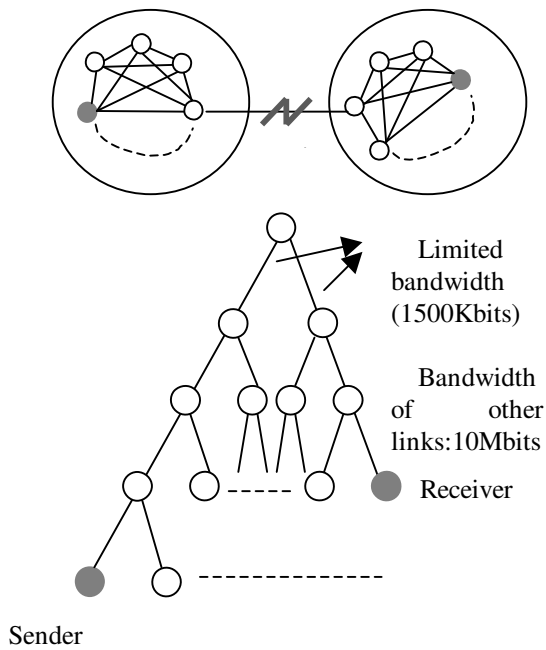 Limited
bandwidth
(1500Kbits)
Bandwidth
of other
links:10Mbits
Receiver
Sender